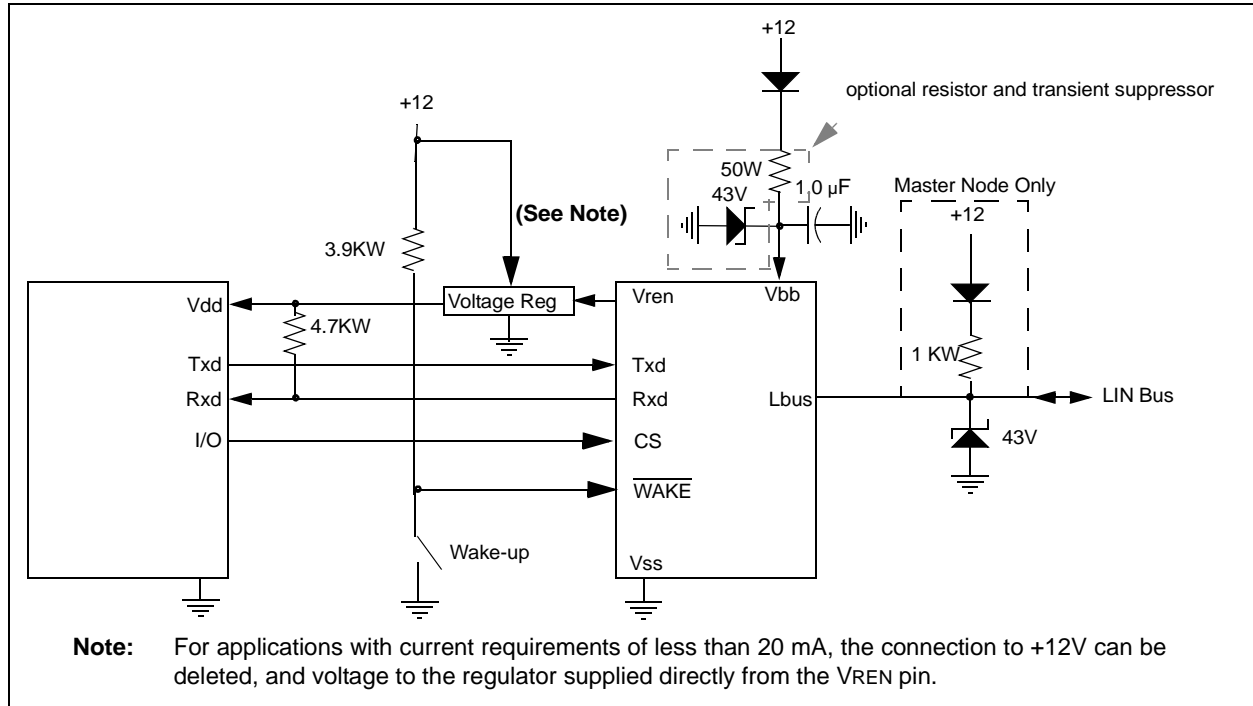 +12
optional resistor and transient suppressor
+12
50W
1.0 µF
43V
Master Node Only
+12
(See Note)
3.9KW
Vdd
Voltage Reg
Vren
Vbb
4.7KW
1 KW
Txd
Txd
Rxd
Rxd
Lbus
LIN Bus
I/O
CS
43V
WAKE
Wake-up
Vss
Note: For applications with current requirements of less than 20 mA, the connection to +12V can be
deleted, and voltage to the regulator supplied directly from the VREN pin.